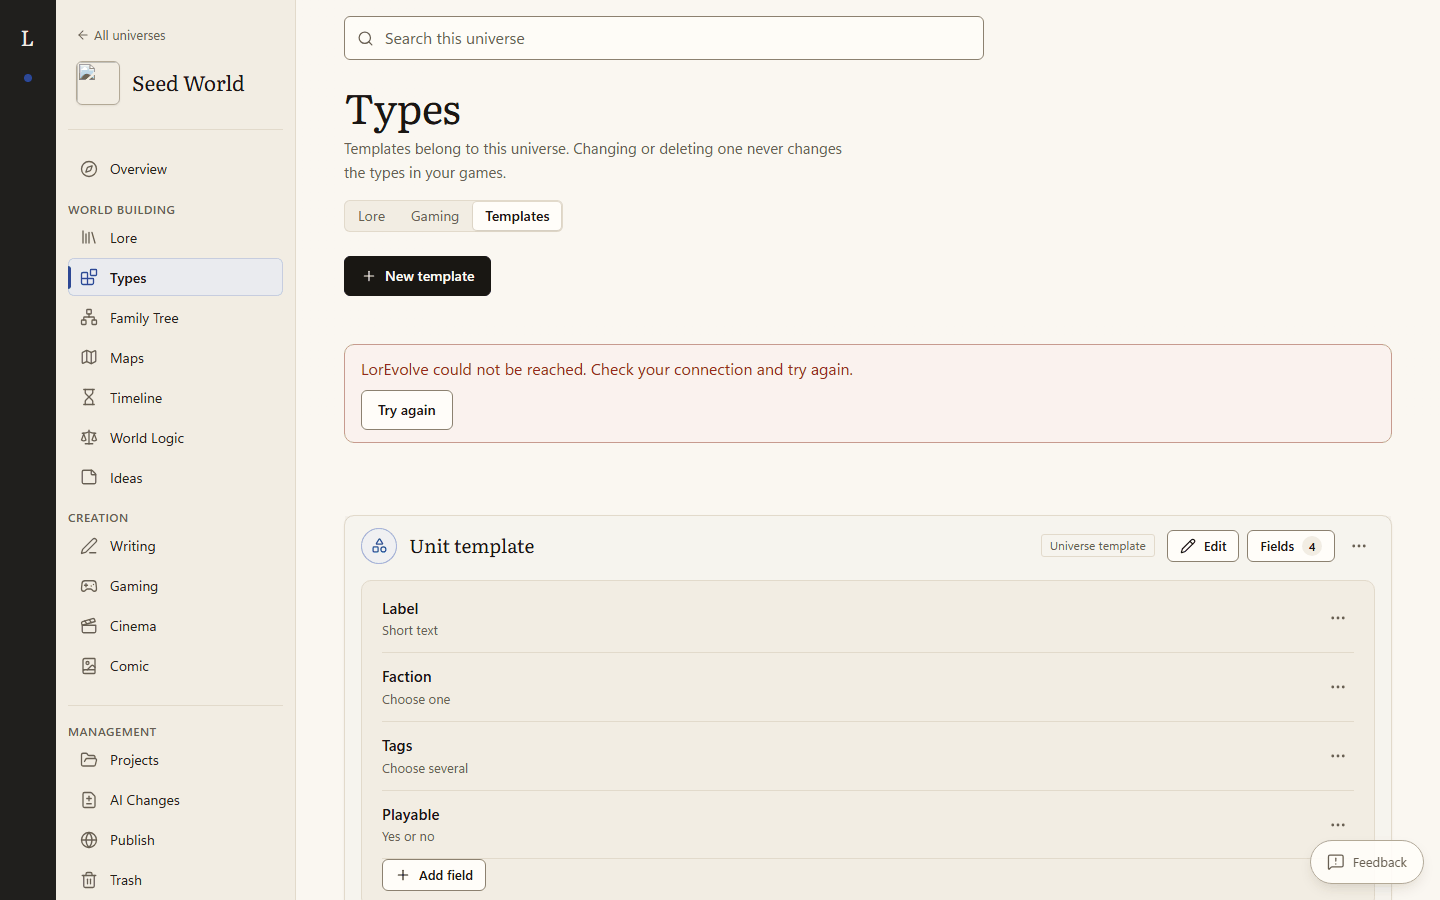 L
All universes
Seed World
Overview
WORLD BUILDING
Lore
Types
Family Tree
Maps
Timeline
World Logic
Ideas
CREATION
Writing
Gaming
Cinema
Comic
MANAGEMENT
Projects
AI Changes
Publish
Trash
Search this universe
Types
Templates belong to this universe. Changing or deleting one never changes
the types in your games.
Lore Gaming Templates
New template
LorEvolve could not be reached. Check your connection and try again.
Try again
Unit template
Universe template
Edit
Fields 4
Label
Short text
Faction
Choose one
Tags
Choose several
Playable
Yes or no
Add field
Feedback